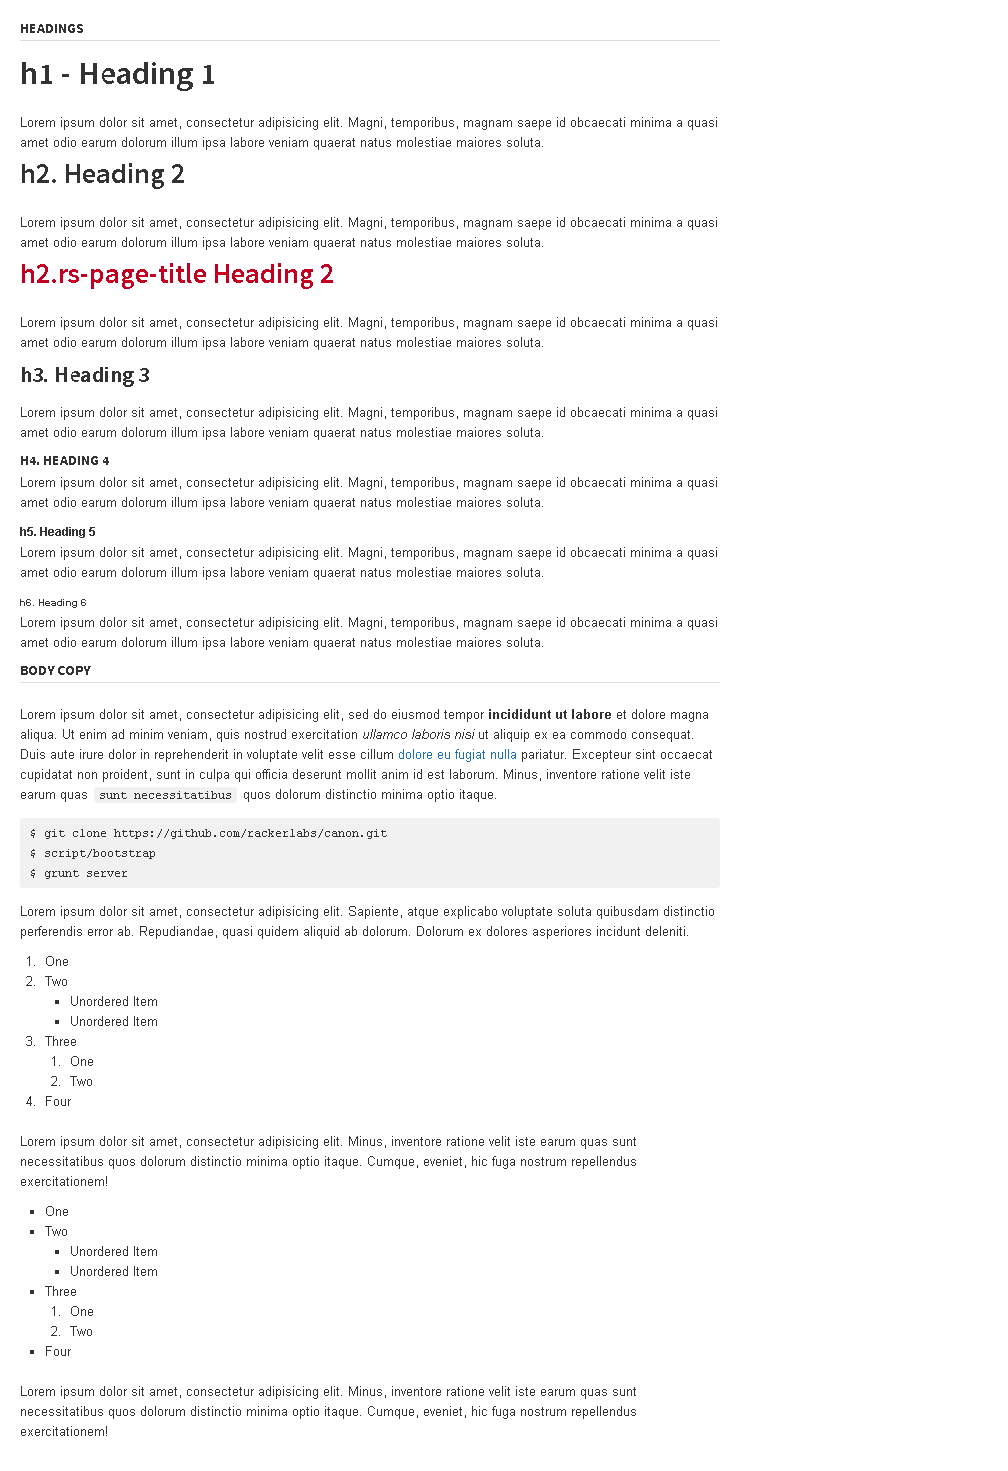 HEADINGS
h1 - Heading 1
Lorem ipsum dolor sit amet, consectetur adipisicing elit. Magni, temporibus, magnam saepe id obcaecati minima a quasi
amet odio earum dolorum illum ipsa labore veniam quaerat natus molestiae maiores soluta.
h2. Heading 2
Lorem ipsum dolor sit amet, consectetur adipisicing elit. Magni, temporibus, magnam saepe id obcaecati minima a quasi
amet odio earum dolorum illum ipsa labore veniam quaerat natus molestiae maiores soluta.
h2.rs-page-title Heading 2
Lorem ipsum dolor sit amet, consectetur adipisicing elit. Magni, temporibus, magnam saepe id obcaecati minima a quasi
amet odio earum dolorum illum ipsa labore veniam quaerat natus molestiae maiores soluta.
h3. Heading 3
Lorem ipsum dolor sit amet, consectetur adipisicing elit. Magni, temporibus, magnam saepe id obcaecati minima a quasi
amet odio earum dolorum illum ipsa labore veniam quaerat natus molestiae maiores soluta.
H4. HEADING 4
Lorem ipsum dolor sit amet, consectetur adipisicing elit. Magni, temporibus, magnam saepe id obcaecati minima a quasi
amet odio earum dolorum illum ipsa labore veniam quaerat natus molestiae maiores soluta.
h5. Heading 5
Lorem ipsum dolor sit amet, consectetur adipisicing elit. Magni, temporibus, magnam saepe id obcaecati minima a quasi
amet odio earum dolorum illum ipsa labore veniam quaerat natus molestiae maiores soluta.
h6. Heading 6
Lorem ipsum dolor sit amet, consectetur adipisicing elit. Magni, temporibus, magnam saepe id obcaecati minima a quasi
amet odio earum dolorum illum ipsa labore veniam quaerat natus molestiae maiores soluta.
BODY COPY
Lorem ipsum dolor sit amet, consectetur adipisicing elit, sed do eiusmod tempor incididunt ut labore et dolore magna
aliqua. Ut enim ad minim veniam, quis nostrud exercitation ullamco laboris nisi ut aliquip ex ea commodo consequat.
Duis aute irure dolor in reprehenderit in voluptate velit esse cillum dolore eu fugiat nulla pariatur. Excepteur sint occaecat
cupidatat non proident, sunt in culpa qui officia deserunt mollit anim id est laborum. Minus, inventore ratione velit iste
earum quas sunt necessitatibus quos dolorum distinctio minima optio itaque.
$ git clone https://github.com/rackerlabs/canon.git
$ script/bootstrap
$ grunt server
Lorem ipsum dolor sit amet, consectetur adipisicing elit. Sapiente, atque explicabo voluptate soluta quibusdam distinctio
perferendis error ab. Repudiandae, quasi quidem aliquid ab dolorum. Dolorum ex dolores asperiores incidunt deleniti.
1. One
2. Two
▪ Unordered Item
▪ Unordered Item
3. Three
1. One
2. Two
4. Four
Lorem ipsum dolor sit amet, consectetur adipisicing elit. Minus, inventore ratione velit iste earum quas sunt
necessitatibus quos dolorum distinctio minima optio itaque. Cumque, eveniet, hic fuga nostrum repellendus
exercitationem!
▪ One
▪ Two
▪ Unordered Item
▪ Unordered Item
▪ Three
1. One
2. Two
▪ Four
Lorem ipsum dolor sit amet, consectetur adipisicing elit. Minus, inventore ratione velit iste earum quas sunt
necessitatibus quos dolorum distinctio minima optio itaque. Cumque, eveniet, hic fuga nostrum repellendus
exercitationem!